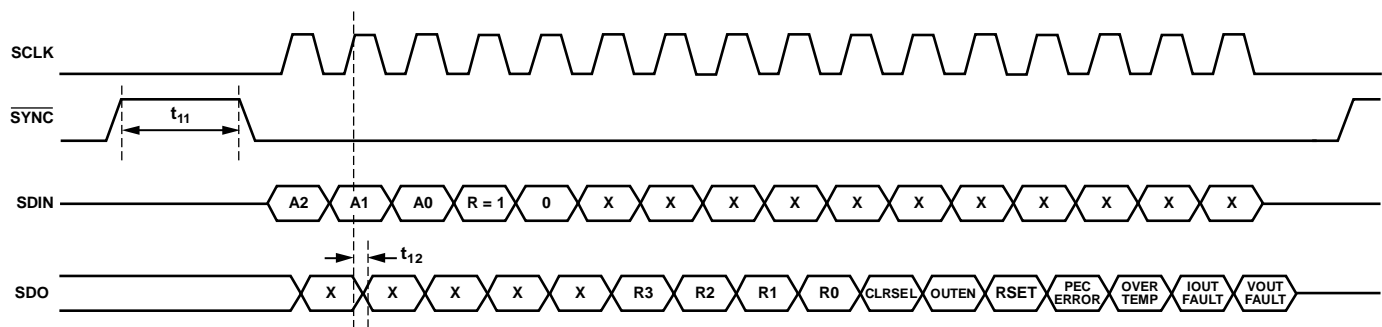 SCLK
SYNC
t11
SDIN A2 A1 A0 R = 1 0 X X X X X X X X X X X
t12
SDO X X X X X R3 R2 R1 R0 CLRSEL OUTEN RSET PEC ERROR OVER TEMP IOUT FAULT VOUT FAULT